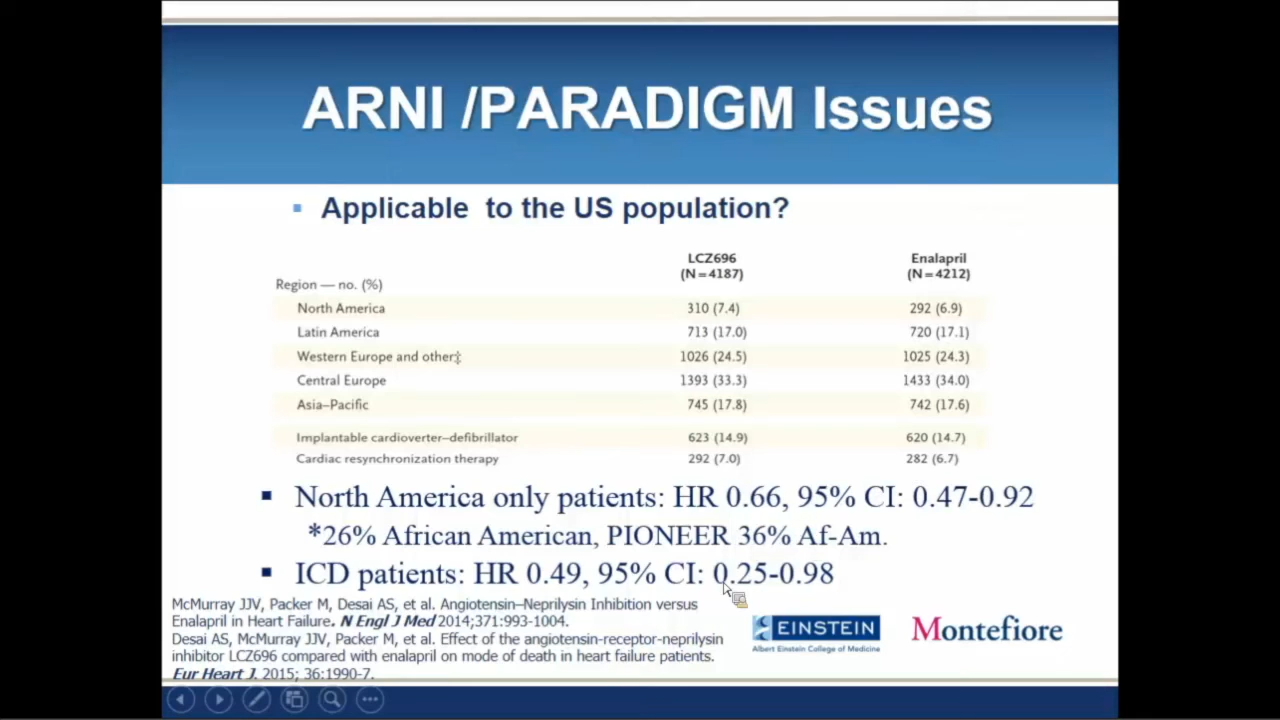 ARNI /PARADIGM Issues
Applicable to the US population?
LCZ696 Enalapril
(N=4187) (N=4212)
Region — no. (%)
North America 310 (7.4) 292 (6.9)
Latin America 713 (17.0) 720 (17.1)
Western Europe and other‡ 1026 (24.5) 1025 (24.3)
Central Europe 1393 (33.3) 1433 (34.0)
Asia–Pacific 745 (17.8) 742 (17.6)
Implantable cardioverter–defibrillator 623 (14.9) 620 (14.7)
Cardiac resynchronization therapy 292 (7.0) 282 (6.7)
North America only patients: HR 0.66, 95% CI: 0.47-0.92
*26% African American, PIONEER 36% Af-Am.
ICD patients: HR 0.49, 95% CI: 0.25-0.98
McMurray JJV, Packer M, Desai AS, et al. Angiotensin–Neprilysin Inhibition versus
Enalapril in Heart Failure. N Engl J Med 2014;371:993-1004.
Desai AS, McMurray JJV, Packer M, et al. Effect of the angiotensin-receptor-neprilysin
inhibitor LCZ696 compared with enalapril on mode of death in heart failure patients.
Eur Heart J. 2015; 36:1990-7.
EINSTEIN
Albert Einstein College of Medicine
Montefiore